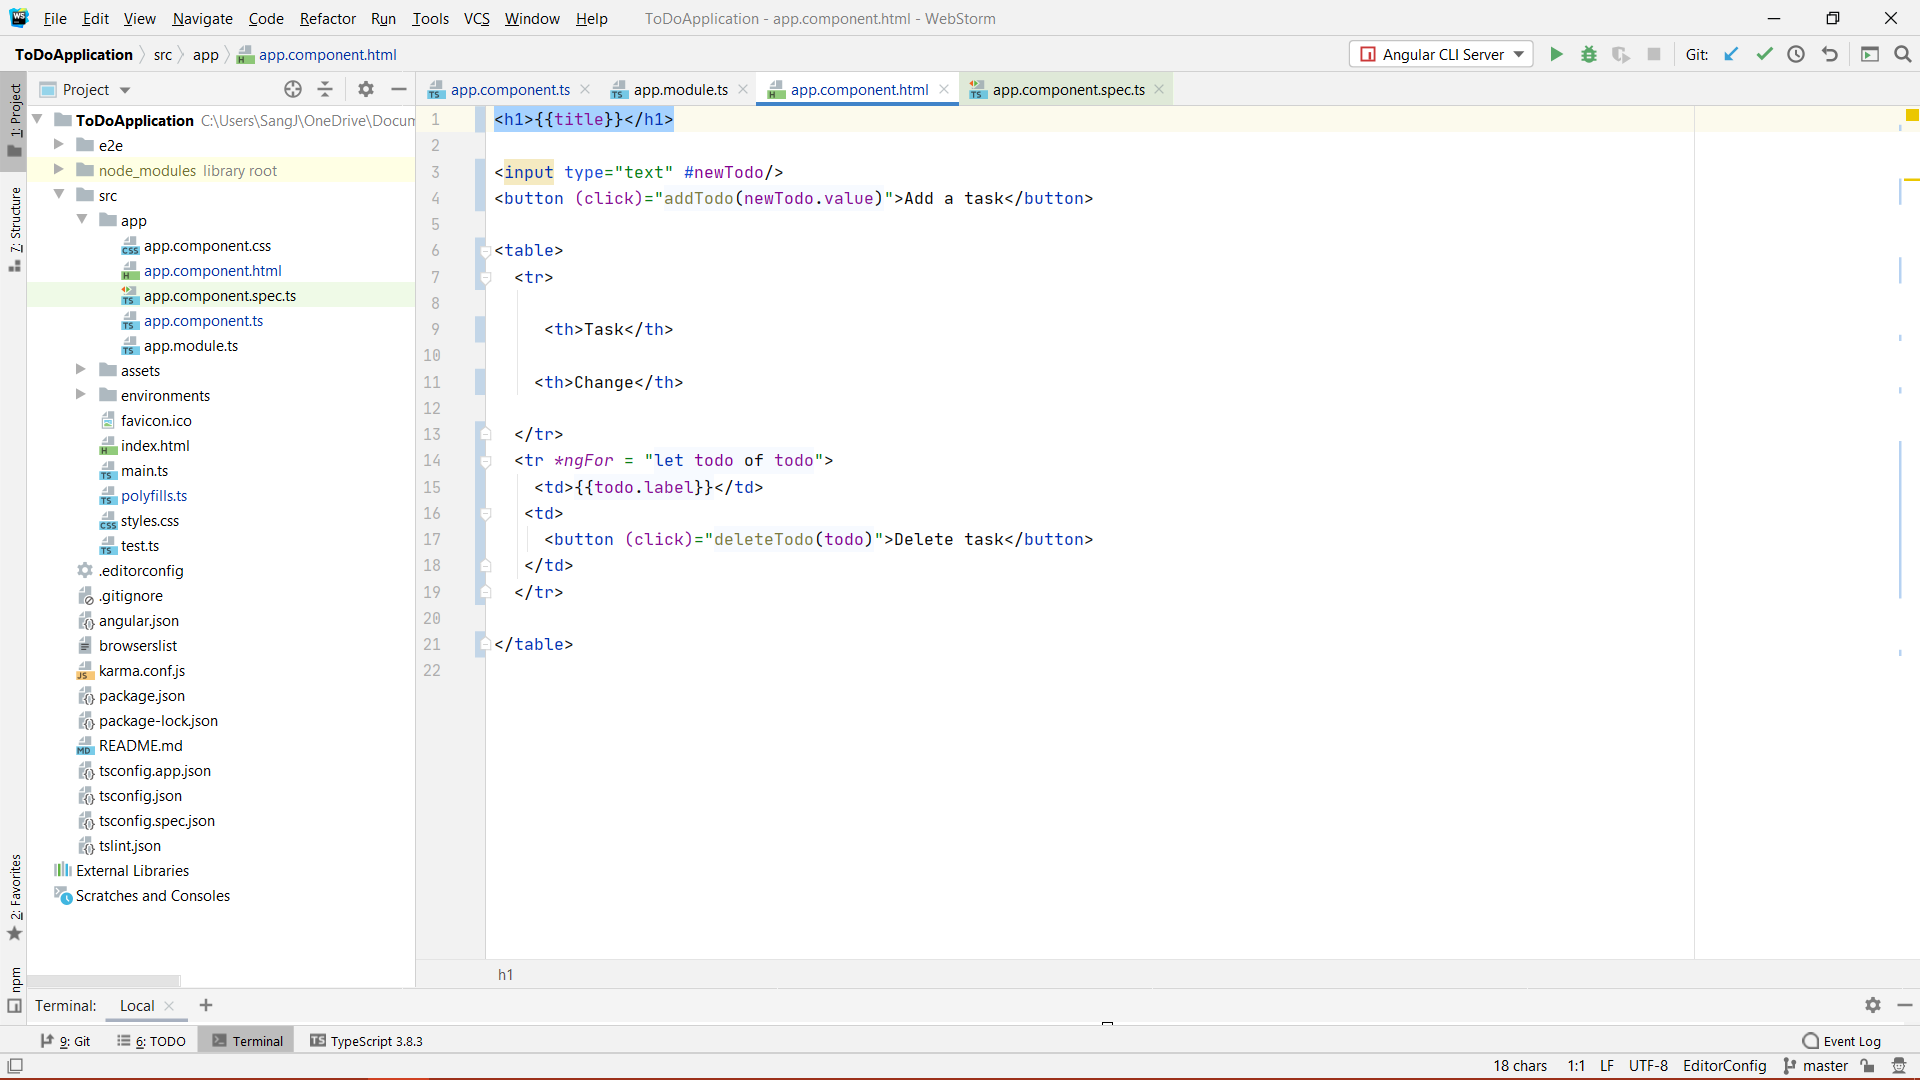 File Edit View Navigate Code Refactor Run Tools VCS Window Help ToDoApplication - app.component.html - WebStorm
ToDoApplication src app app.component.html Angular CLI Server Git:
1: Project
7: Structure
2: Favorites
npm
Project
ToDoApplication C:\Users\SangJ\OneDrive\Docum
e2e
node_modules library root
src
app
app.component.css
app.component.html
app.component.spec.ts
app.component.ts
app.module.ts
assets
environments
favicon.ico
index.html
main.ts
polyfills.ts
styles.css
test.ts
.editorconfig
.gitignore
angular.json
browserslist
karma.conf.js
package.json
package-lock.json
README.md
tsconfig.app.json
tsconfig.json
tsconfig.spec.json
tslint.json
External Libraries
Scratches and Consoles
app.component.ts app.module.ts app.component.html app.component.spec.ts
1 <h1>{{title}}</h1>
2
3 <input type="text" #newTodo/>
4 <button (click)="addTodo(newTodo.value)">Add a task</button>
5
6 <table>
7 <tr>
8
9 <th>Task</th>
10
11 <th>Change</th>
12
13 </tr>
14 <tr *ngFor = "let todo of todo">
15 <td>{{todo.label}}</td>
16 <td>
17 <button (click)="deleteTodo(todo)">Delete task</button>
18 </td>
19 </tr>
20
21 </table>
22
h1
Terminal: Local
9: Git 6: TODO Terminal TypeScript 3.8.3 Event Log
18 chars 1:1 LF UTF-8 EditorConfig master